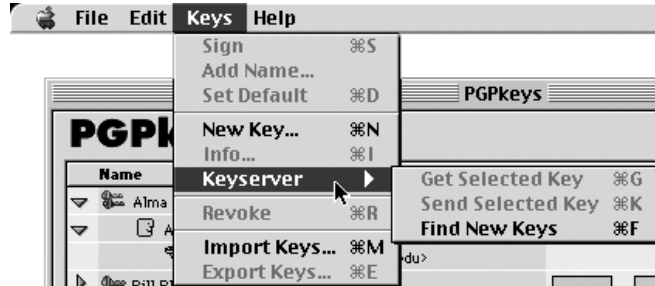 File Edit Keys Help
Sign ⌘S
Add Name...
Set Default ⌘D
PGPkeys
New Key... ⌘N
Info... ⌘I
Name
Keyserver
Get Selected Key ⌘G
Alma
Send Selected Key ⌘K
Revoke ⌘R
Find New Keys ⌘F
Import Keys... ⌘M
du>
Export Keys... ⌘E